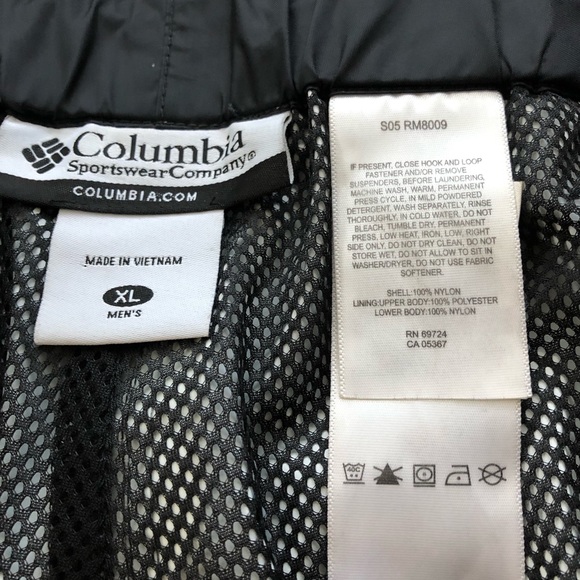 Columbia
Sportswear Company®
COLUMBIA.COM
MADE IN VIETNAM
XL
MEN'S
S05 RM8009
IF PRESENT, CLOSE HOOK AND LOOP
FASTENER AND/OR REMOVE
SUSPENDERS, BEFORE LAUNDERING,
MACHINE WASH, WARM, PERMANENT
PRESS CYCLE, IN MILD POWDERED
DETERGENT. WASH SEPARATELY. RINSE
THOROUGHLY, IN COLD WATER. DO NOT
BLEACH, TUMBLE DRY, PERMANENT
PRESS, LOW HEAT, IRON, LOW, RIGHT
SIDE ONLY. DO NOT DRY CLEAN, DO NOT
STORE WET, DO NOT ALLOW TO SIT IN
WASHER/DRYER, DO NOT USE FABRIC
SOFTENER.
SHELL:100% NYLON
LINING:UPPER BODY:100% POLYESTER
LOWER BODY:100% NYLON
RN 69724
CA 05367
40C